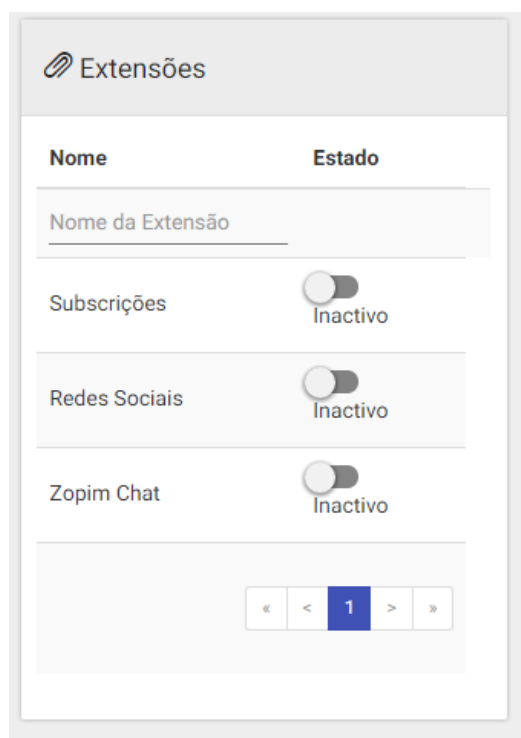 Extensões
Nome Estado
Nome da Extensão
Subscrições
Inactivo
Redes Sociais
Inactivo
Zopim Chat
Inactivo
« < 1 > »